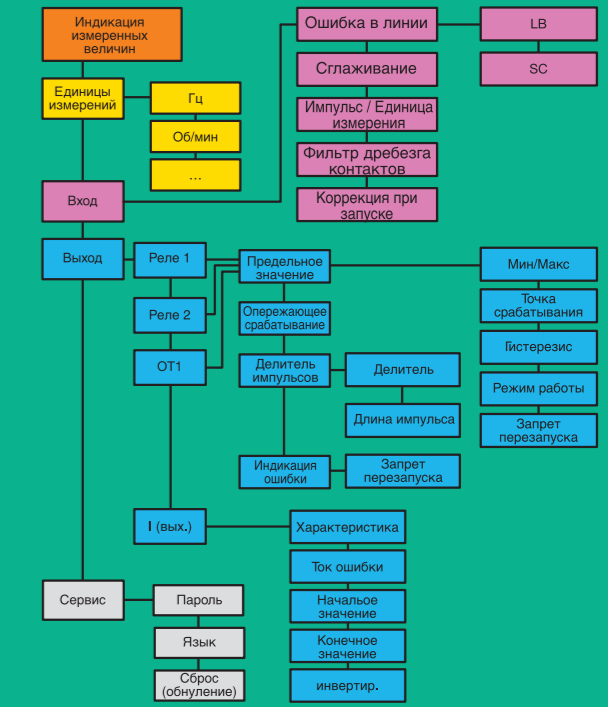 Индикация
измеренных
величин
Единицы
измерений
Гц
Об/мин
...
Вход
Ошибка в линии
LB
SC
Сглаживание
Импульс / Единица
измерения
Фильтр дребезга
контактов
Коррекция при
запуске
Выход
Реле 1
Реле 2
ОТ1
Предельное
значение
Мин/Макс
Точка
срабатывания
Гистерезис
Режим работы
Запрет
перезапуска
Опережающее
срабатывание
Делитель
импульсов
Делитель
Длина импульса
Индикация
ошибки
Запрет
перезапуска
I (вых.)
Характеристика
Ток ошибки
Начальое
значение
Конечное
значение
инвертир.
Сервис
Пароль
Язык
Сброс
(обнуление)